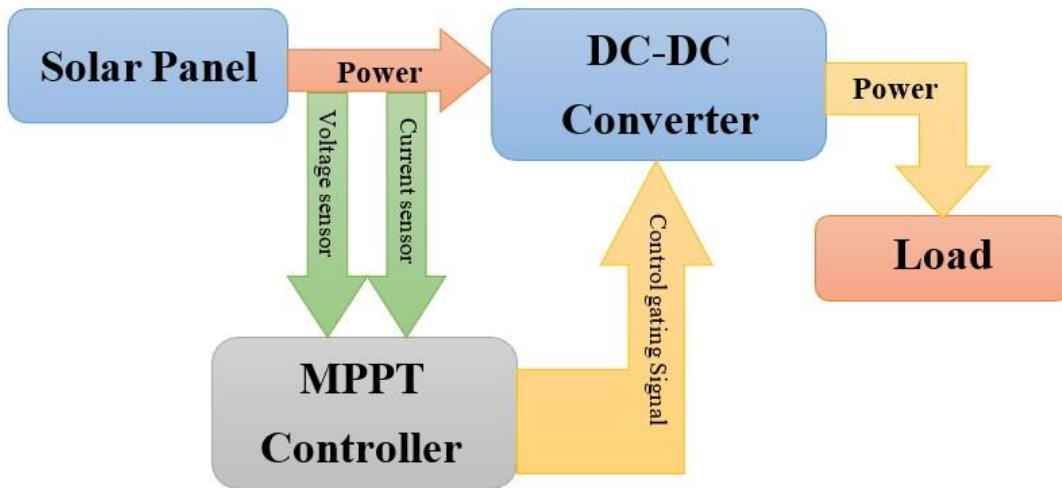 Solar Panel
Power
DC-DC
Converter
Power
Voltage sensor
Current sensor
Control gating Signal
Load
MPPT
Controller